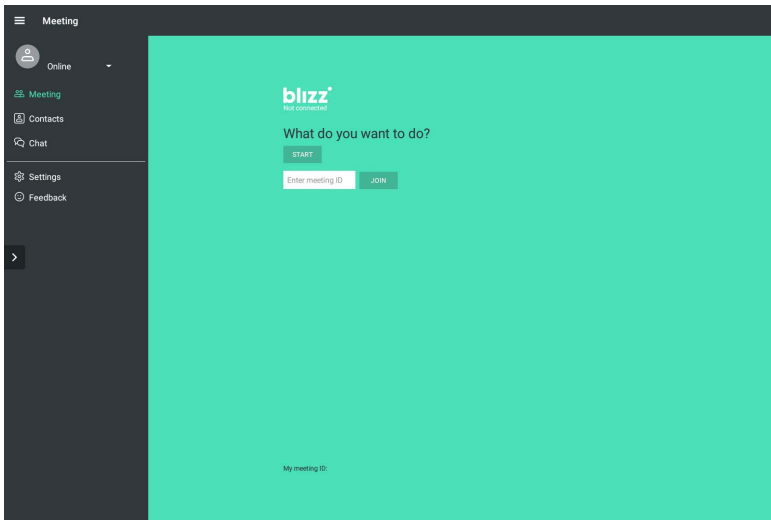 Meeting
Online
Meeting
Contacts
Chat
Settings
Feedback
blizz
Not connected
What do you want to do?
START
Enter meeting ID
JOIN
My meeting ID: